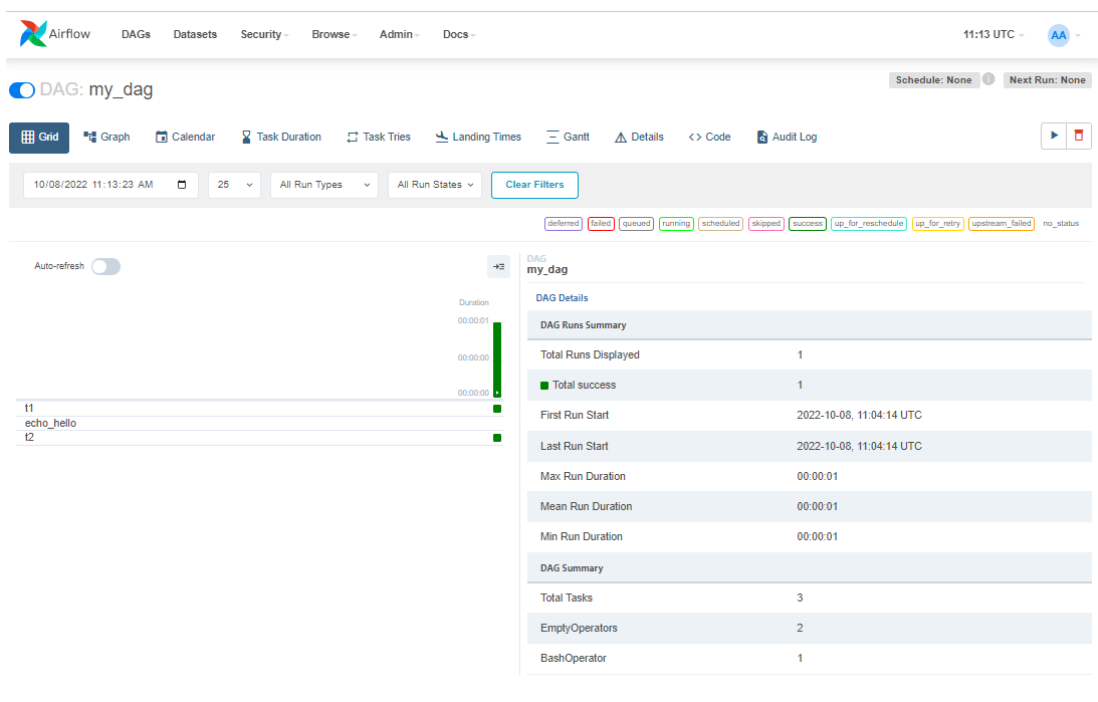 Airflow DAGs Datasets Security Browse Admin Docs 11:13 UTC AA
DAG: my_dag Schedule: None Next Run: None
Grid Graph Calendar Task Duration Task Tries Landing Times Gantt Details <> Code Audit Log
10/08/2022 11:13:23 AM 25 All Run Types All Run States Clear Filters
deferred failed queued running scheduled skipped success up_for_reschedule up_for_retry upstream_failed no_status
Auto-refresh
Duration
00:00:01
00:00:00
00:00:00
t1
echo_hello
t2
DAG
my_dag
DAG Details
DAG Runs Summary
Total Runs Displayed 1
Total success 1
First Run Start 2022-10-08, 11:04:14 UTC
Last Run Start 2022-10-08, 11:04:14 UTC
Max Run Duration 00:00:01
Mean Run Duration 00:00:01
Min Run Duration 00:00:01
DAG Summary
Total Tasks 3
EmptyOperators 2
BashOperator 1